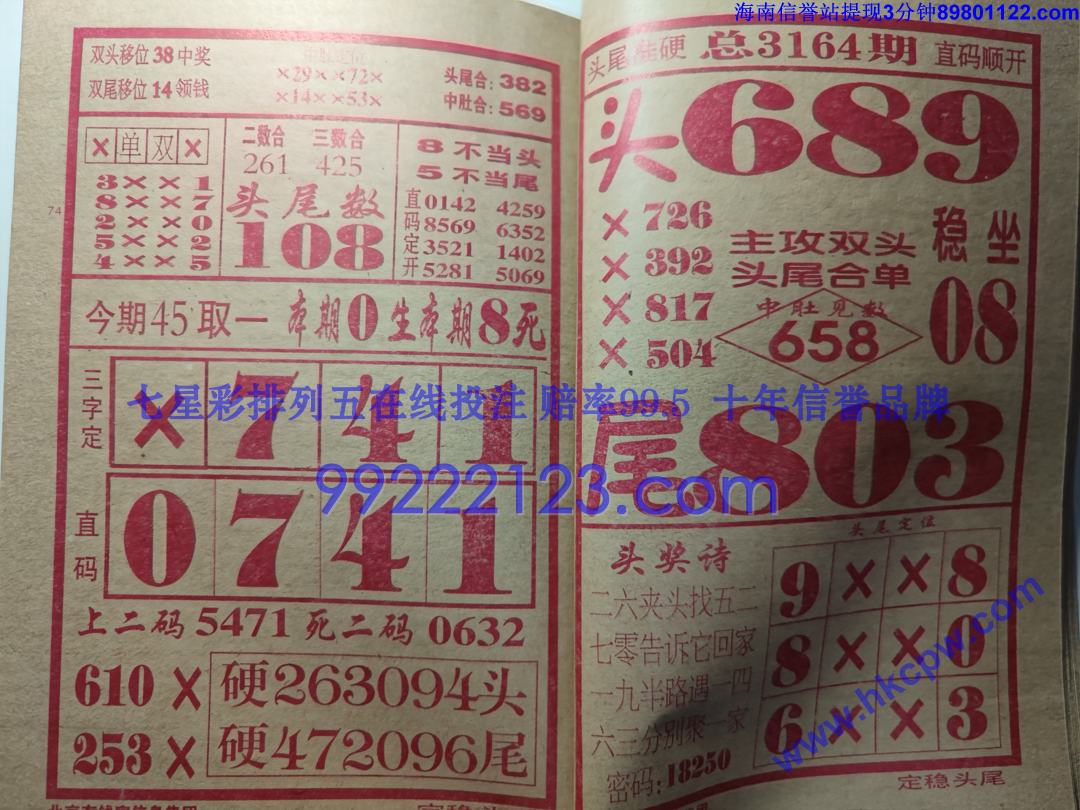 海南信誉站提现3分钟89801122.com
双头移位38中奖
双尾移位14领钱
×29××72×
×14××53×
头尾合:382
中肚合:569
×单双×
3××1
8××7
2××0
5××2
4××5
二数合 三数合
261 425
头尾数
108
8不当头
5不当尾
直码定开
0142 4259
8569 6352
3521 1402
5281 5069
74
今期45取一 本期0生本期8死
三字定
×741
直码
0741
上二码5471死二码0632
610×硬263094头
253×硬472096尾
头尾 硬 总3164期 直码顺开
头689
×726
×392
×817
×504
主攻双头
头尾合单
中肚见数
658
稳坐
08
尾803
七星彩排列五在线投注 赔率99.5 十年信誉品牌
99222123.com
头奖诗
二六夹头找五二
七零告诉它回家
一九半路遇一四
六三分别聚一家
密码:18250
头尾定位
9××8
8××0
6××3
www.hkcpw.com
定稳头尾